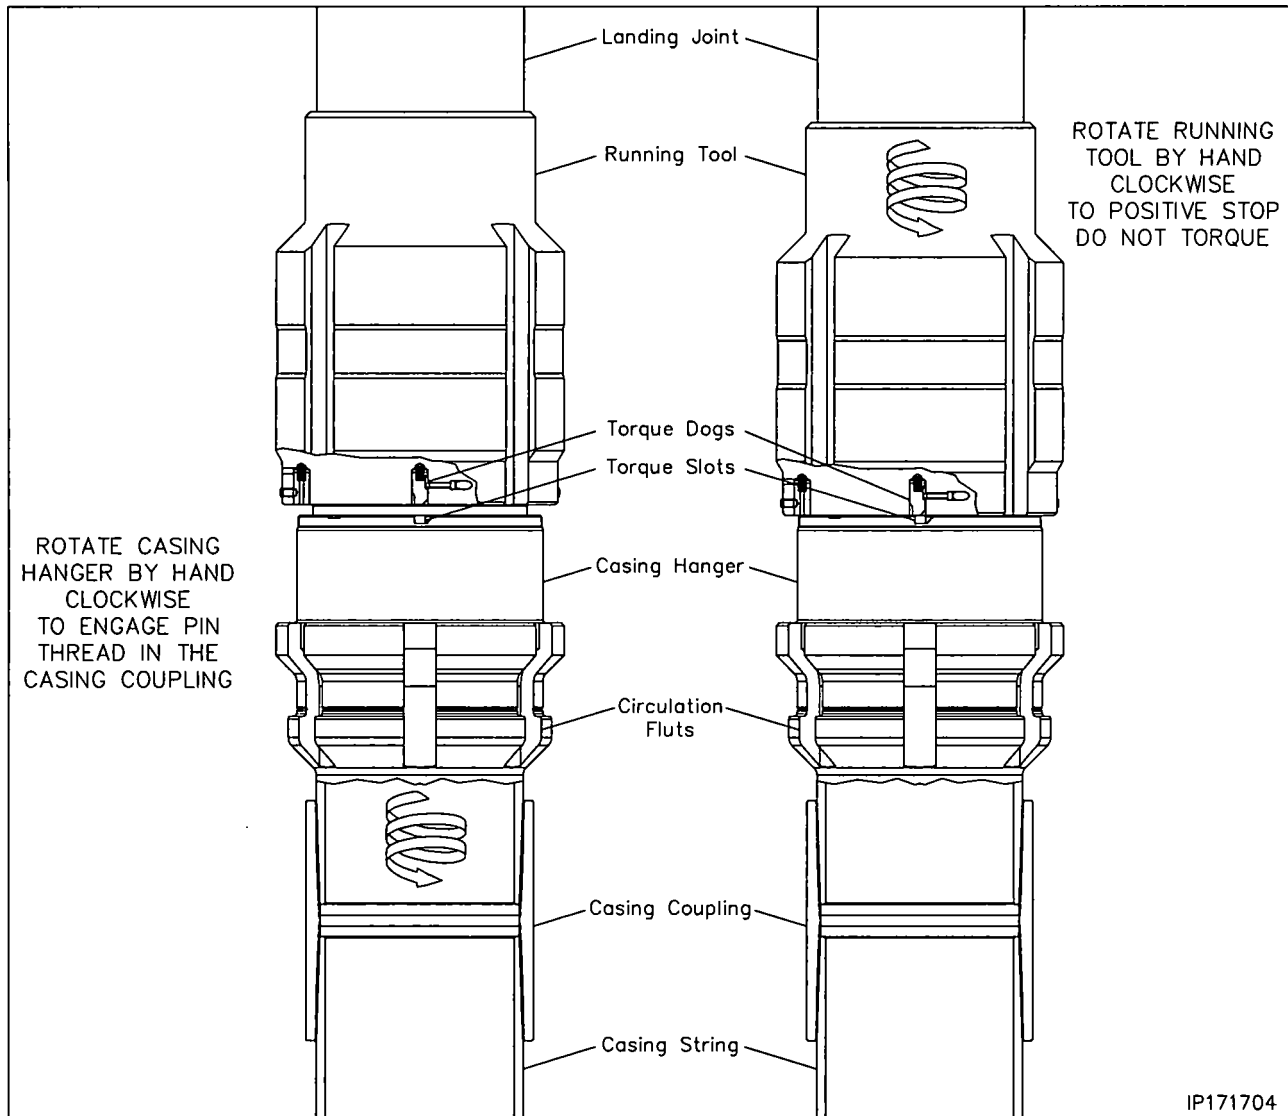 Landing Joint
Running Tool
ROTATE RUNNING
TOOL BY HAND
CLOCKWISE
TO POSITIVE STOP
DO NOT TORQUE
Torque Dogs
Torque Slots
ROTATE CASING
HANGER BY HAND
CLOCKWISE
TO ENGAGE PIN
THREAD IN THE
CASING COUPLING
Casing Hanger
Circulation
Fluts
Casing Coupling
Casing String
IP171704